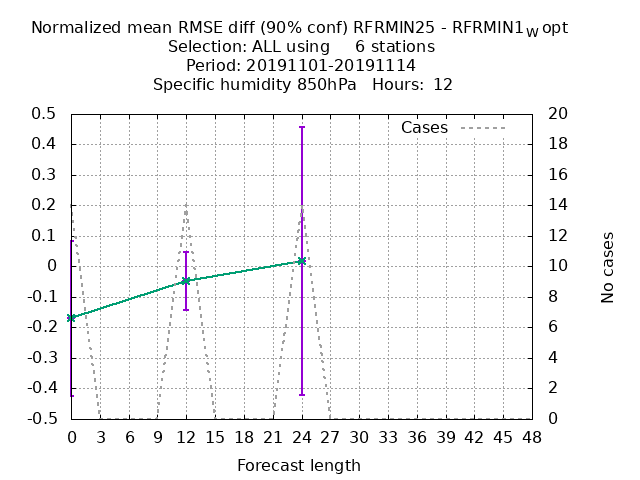 Normalized mean RMSE diff (90% conf) RFRMIN25 - RFRMIN1W opt
Selection: ALL using 6 stations
Period: 20191101-20191114
Specific humidity 850hPa Hours: 12
Cases
0.5
0.4
0.3
0.2
0.1
0
-0.1
-0.2
-0.3
-0.4
-0.5
20
18
16
14
12
10
8
6
4
2
0
No cases
0 3 6 9 12 15 18 21 24 27 30 33 36 39 42 45 48
Forecast length